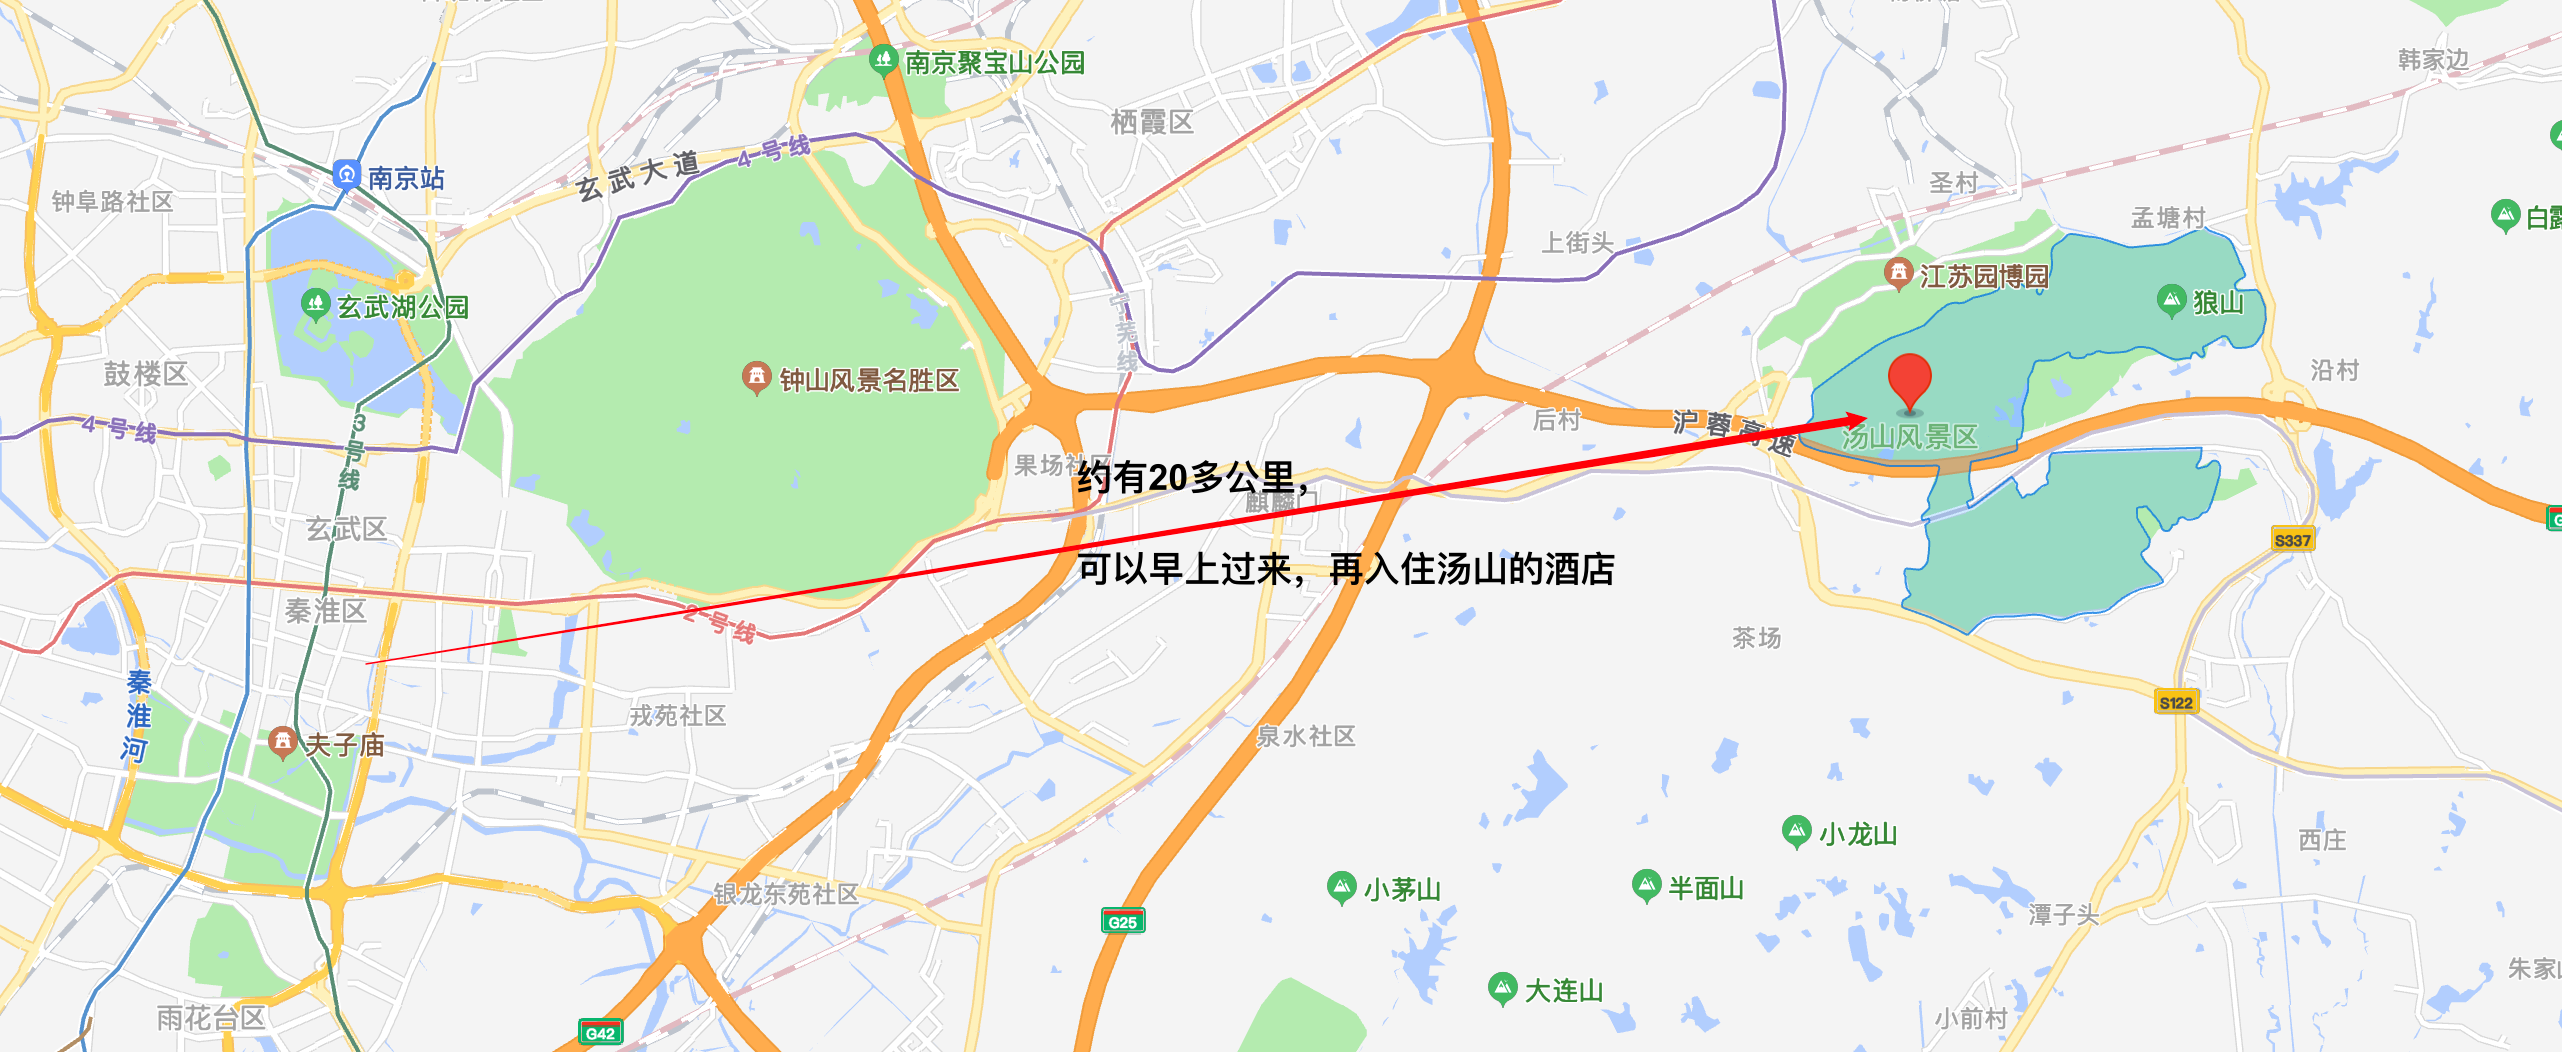 韩家边
南京聚宝山公园
栖霞区
玄武大道
4号线
南京站
钟阜路社区
圣村
孟塘村
白露
上街头
江苏园博园
狼山
玄武湖公园
宁芜线
鼓楼区
钟山风景名胜区
沿村
4号线
3号线
后村
沪蓉高速
汤山风景区
果场社区
约有20多公里，
麒麟门
玄武区
S337
可以早上过来，再入住汤山的酒店
秦淮区
2号线
茶场
秦淮河
S122
戎苑社区
泉水社区
夫子庙
小龙山
西庄
银龙东苑社区
小茅山
半面山
G25
潭子头
朱家山
大连山
雨花台区
G42
小前村